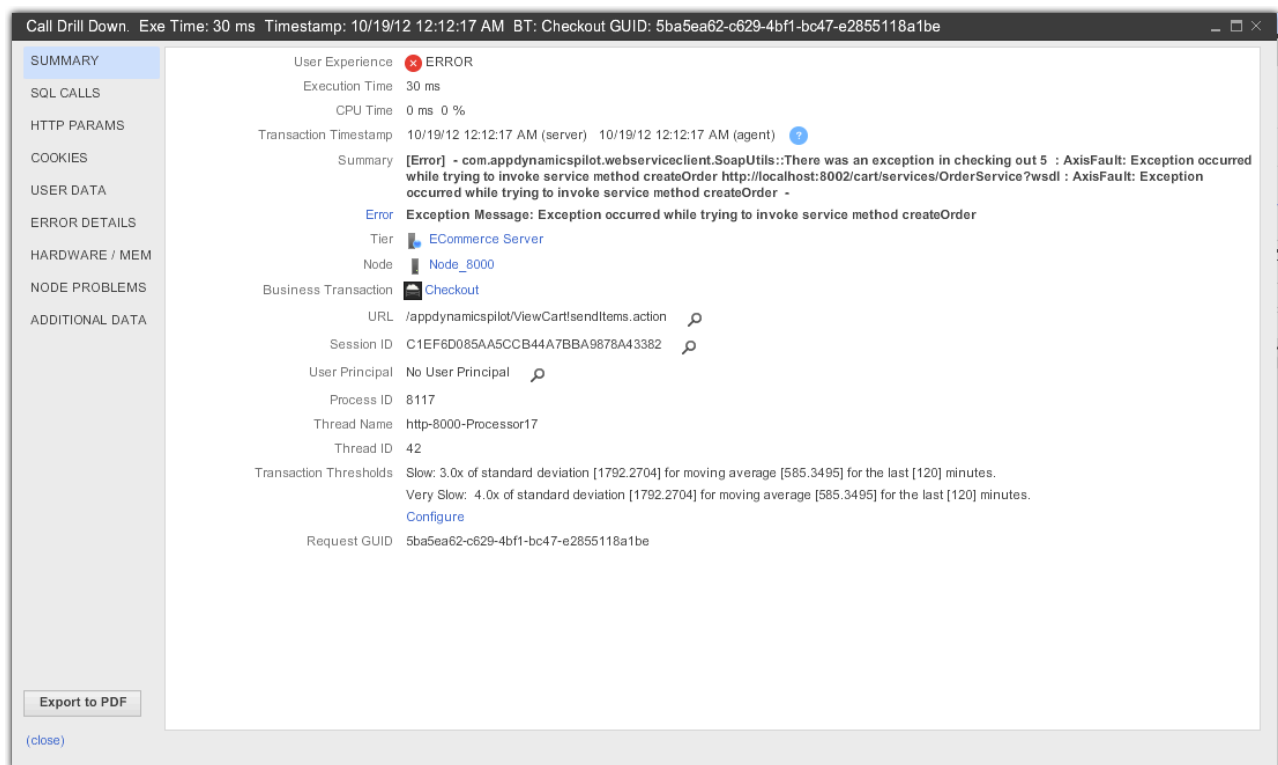 Call Drill Down. Exe Time: 30 ms Timestamp: 10/19/12 12:12:17 AM BT: Checkout GUID: 5ba5ea62-c629-4bf1-bc47-e2855118a1be
SUMMARY
SQL CALLS
HTTP PARAMS
COOKIES
USER DATA
ERROR DETAILS
HARDWARE / MEM
NODE PROBLEMS
ADDITIONAL DATA
User Experience ERROR
Execution Time 30 ms
CPU Time 0 ms 0 %
Transaction Timestamp 10/19/12 12:12:17 AM (server) 10/19/12 12:12:17 AM (agent) ?
Summary [Error] - com.appdynamicspilot.webserviceclient.SoapUtils::There was an exception in checking out 5 : AxisFault: Exception occurred
while trying to invoke service method createOrder http://localhost:8002/cart/services/OrderService?wsdl : AxisFault: Exception
occurred while trying to invoke service method createOrder -
Error Exception Message: Exception occurred while trying to invoke service method createOrder
Tier ECommerce Server
Node Node_8000
Business Transaction Checkout
URL /appdynamicspilot/ViewCart!sendItems.action
Session ID C1EF6D085AA5CCB44A7BBA9878A43382
User Principal No User Principal
Process ID 8117
Thread Name http-8000-Processor17
Thread ID 42
Transaction Thresholds Slow: 3.0x of standard deviation [1792.2704] for moving average [585.3495] for the last [120] minutes.
Very Slow: 4.0x of standard deviation [1792.2704] for moving average [585.3495] for the last [120] minutes.
Configure
Request GUID 5ba5ea62-c629-4bf1-bc47-e2855118a1be
Export to PDF
(close)